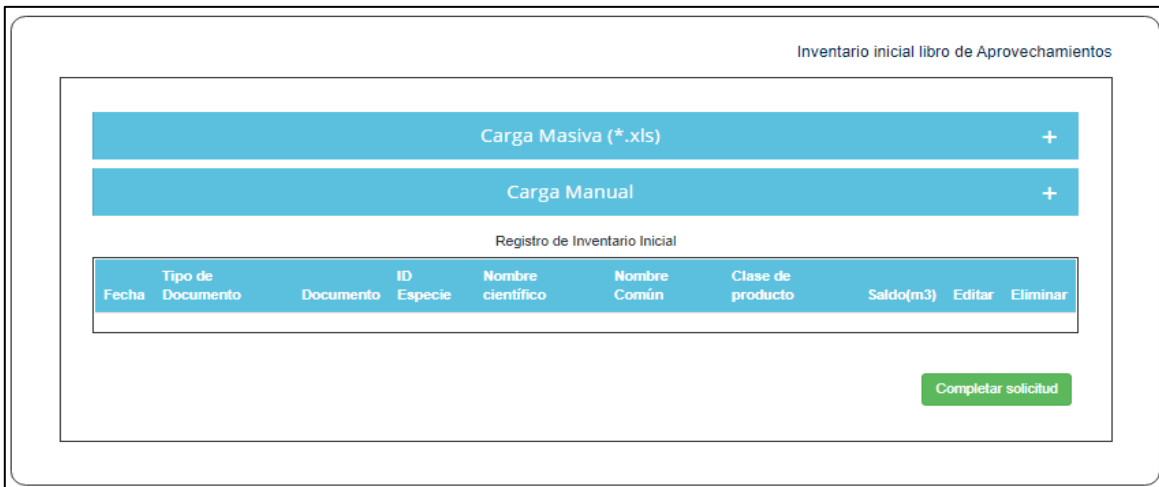 Inventario inicial libro de Aprovechamientos
Carga Masiva (*.xls) +
Carga Manual +
Registro de Inventario Inicial
Fecha Tipo de Documento Documento ID Especie Nombre científico Nombre Común Clase de producto Saldo(m3) Editar Eliminar
Completar solicitud